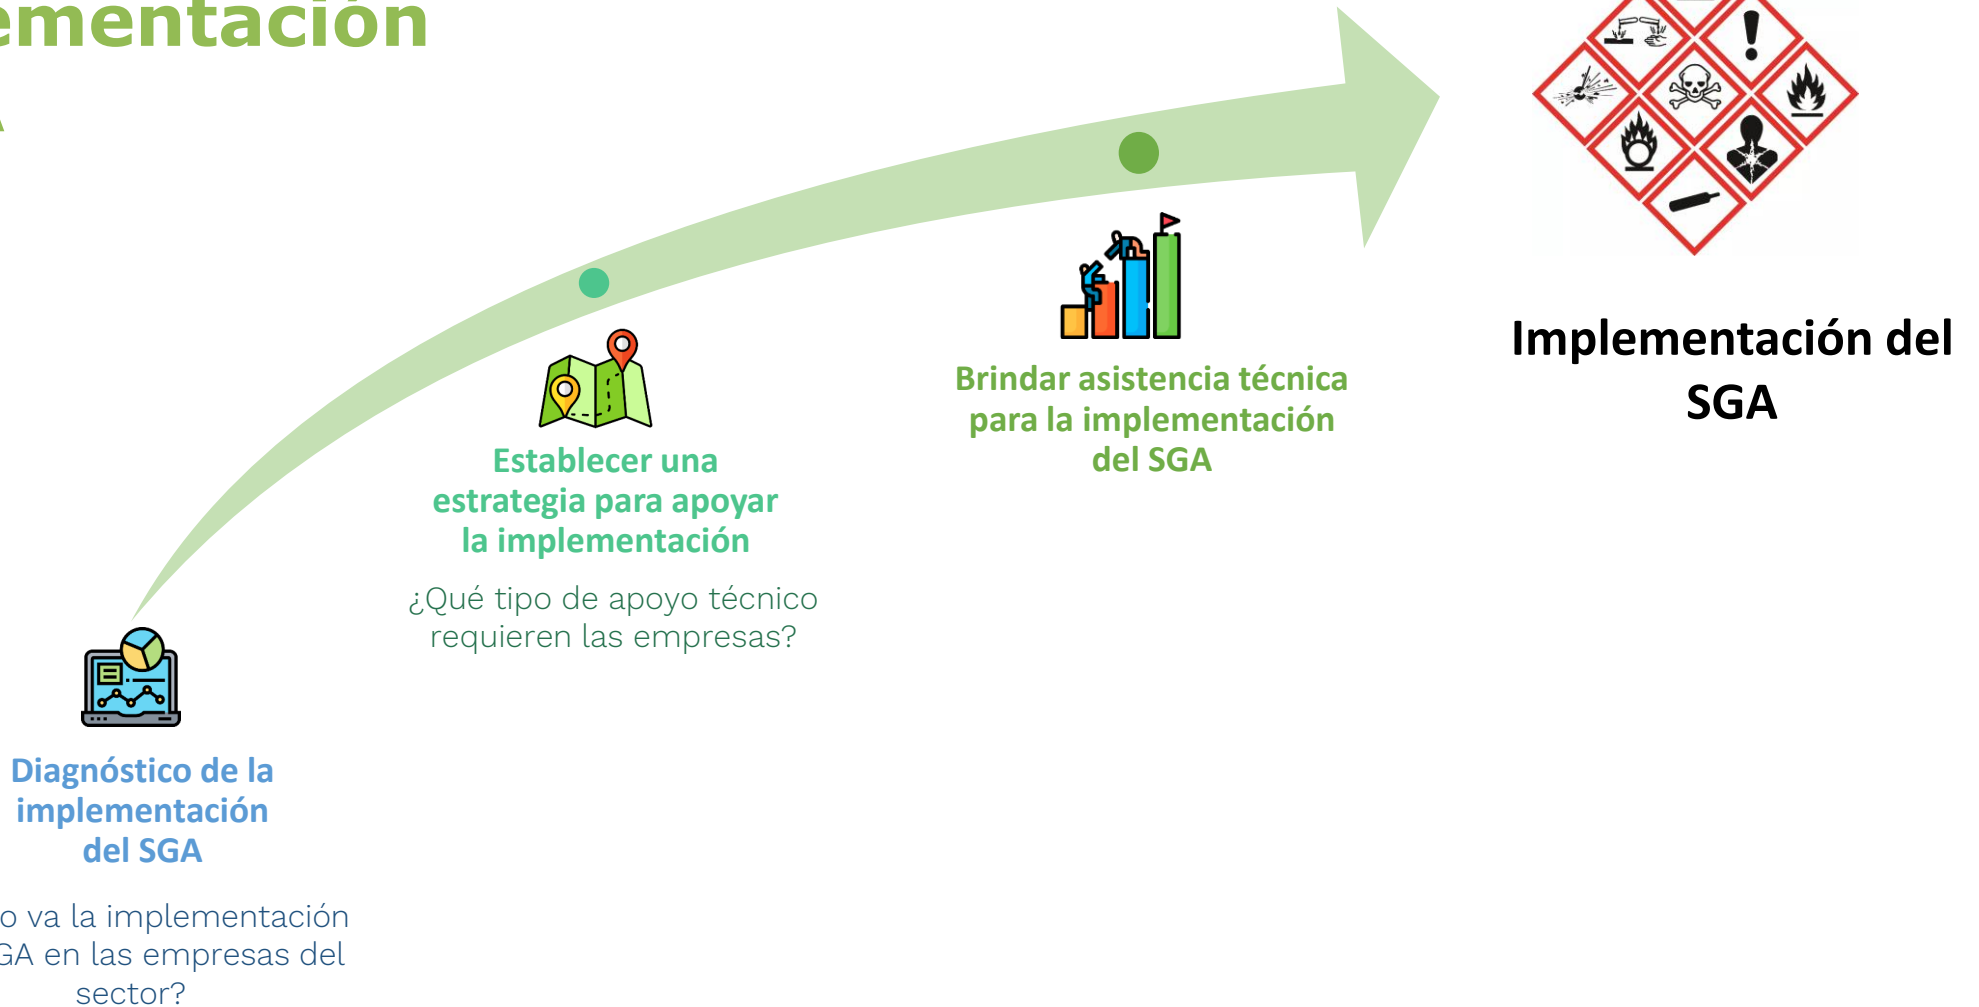 ementación
Implementación del
SGA
Brindar asistencia técnica
para la implementación
del SGA
Establecer una
estrategia para apoyar
la implementación
¿Qué tipo de apoyo técnico
requieren las empresas?
Diagnóstico de la
implementación
del SGA
o va la implementación
GA en las empresas del
sector?